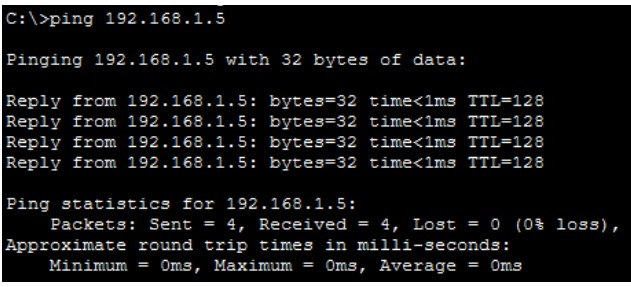 C:\>ping 192.168.1.5
Pinging 192.168.1.5 with 32 bytes of data:
Reply from 192.168.1.5: bytes=32 time<1ms TTL=128
Reply from 192.168.1.5: bytes=32 time<1ms TTL=128
Reply from 192.168.1.5: bytes=32 time<1ms TTL=128
Reply from 192.168.1.5: bytes=32 time<1ms TTL=128
Ping statistics for 192.168.1.5:
Packets: Sent = 4, Received = 4, Lost = 0 (0% loss),
Approximate round trip times in milli-seconds:
Minimum = 0ms, Maximum = 0ms, Average = 0ms